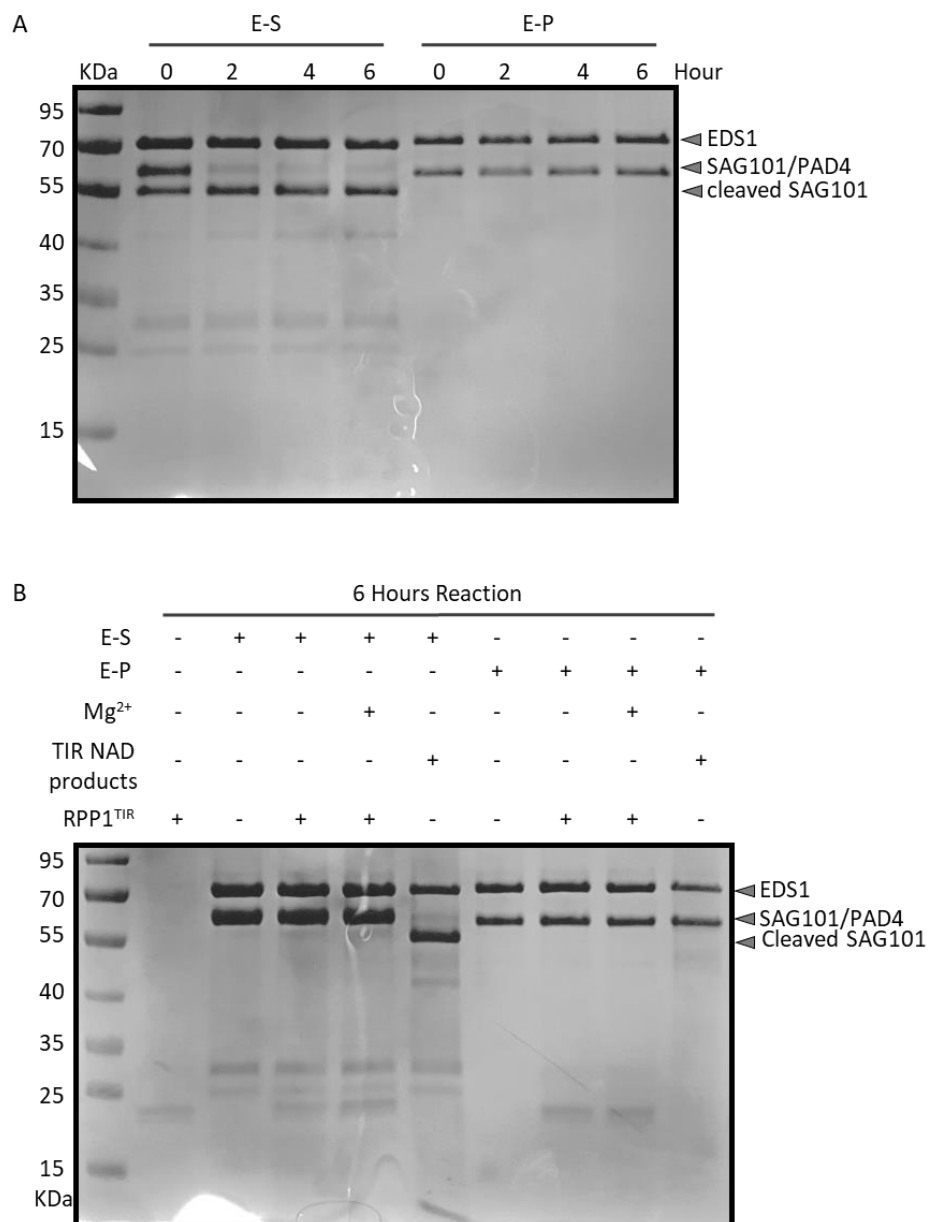 A
E-S E-P
KDa 0 2 4 6 0 2 4 6 Hour
95
70
55
40
35
25
15
EDS1
SAG101/PAD4
cleaved SAG101
B
6 Hours Reaction
E-S - + + + + - - - -
E-P - - - - - + + + +
Mg²⁺ - - - + - - - + -
TIR NAD
products - - - - + - - - +
RPP1ᵀᴵᴿ + - + + - - + + -
95
70
55
40
35
25
15
KDa
EDS1
SAG101/PAD4
Cleaved SAG101